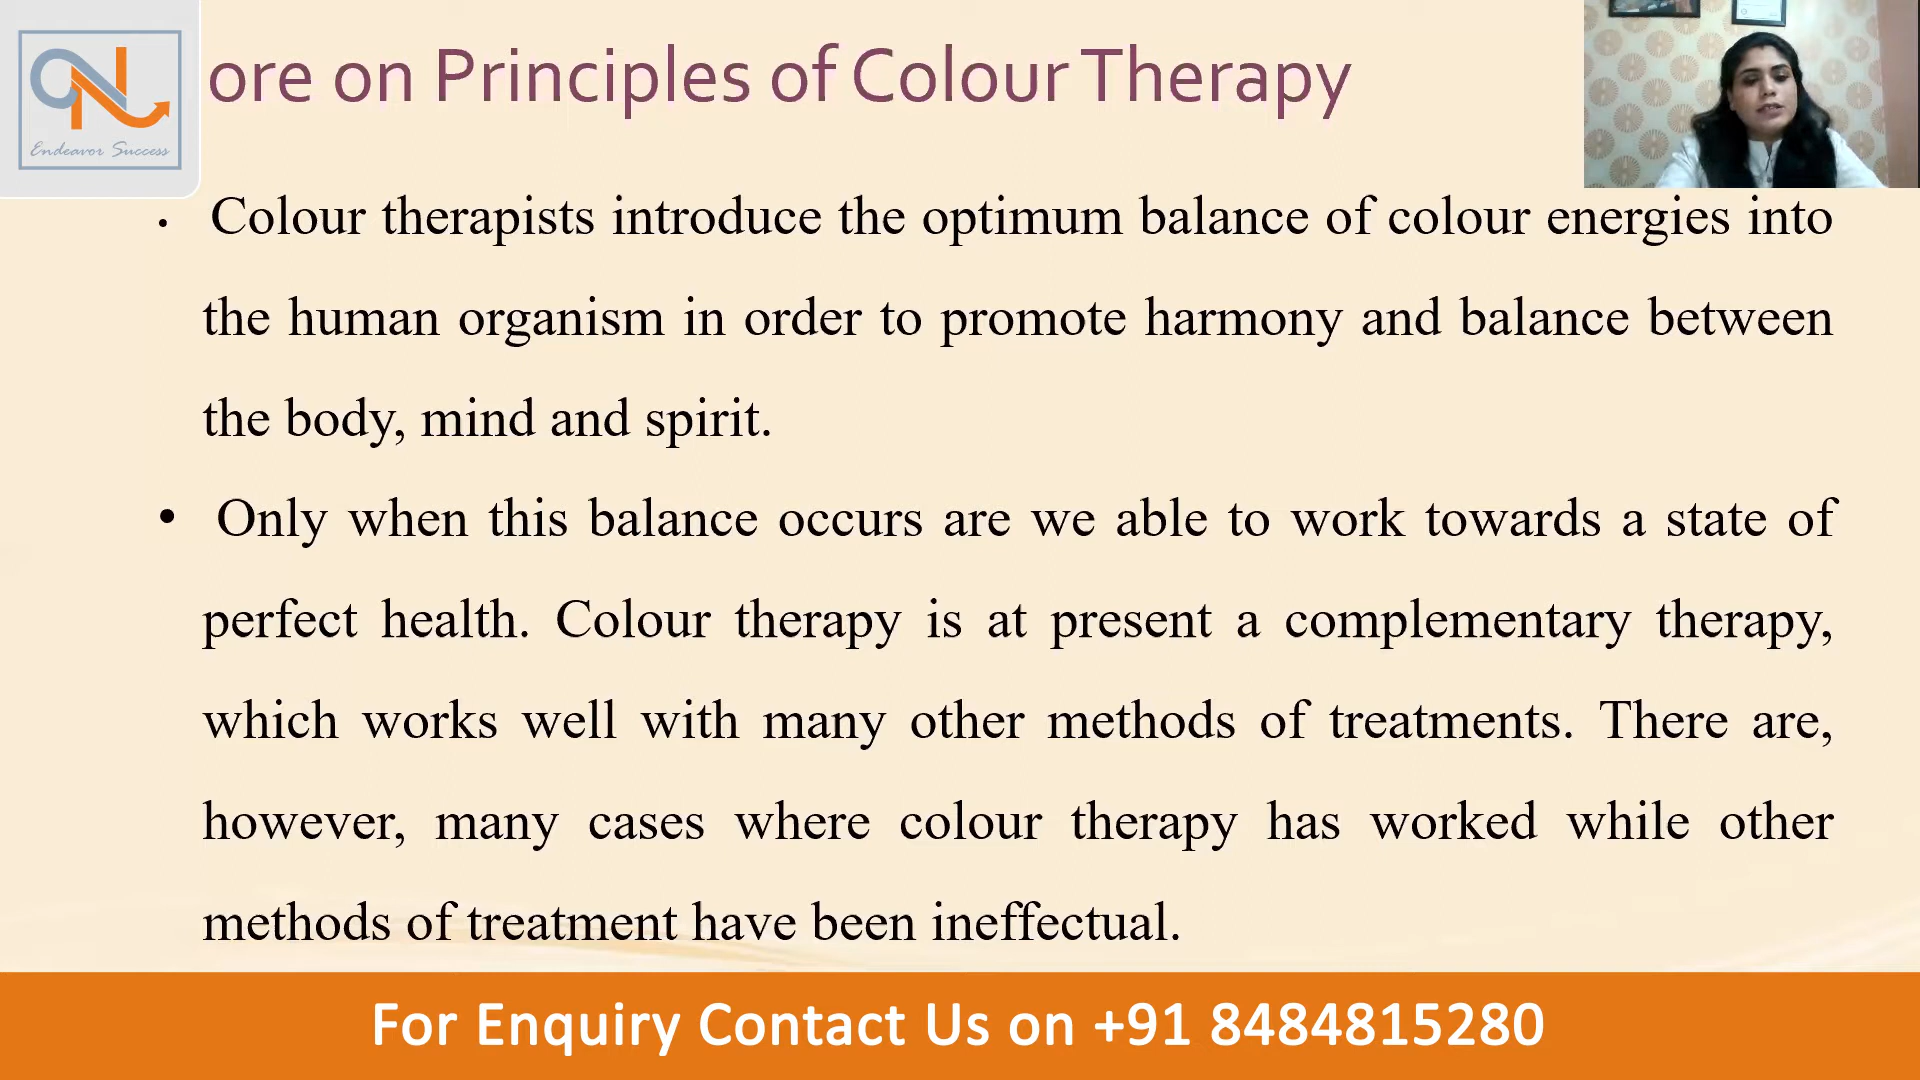 ore on Principles of Colour Therapy
Endeavor Success
• Colour therapists introduce the optimum balance of colour energies into
the human organism in order to promote harmony and balance between
the body, mind and spirit.
• Only when this balance occurs are we able to work towards a state of
perfect health. Colour therapy is at present a complementary therapy,
which works well with many other methods of treatments. There are,
however, many cases where colour therapy has worked while other
methods of treatment have been ineffectual.
For Enquiry Contact Us on +91 8484815280